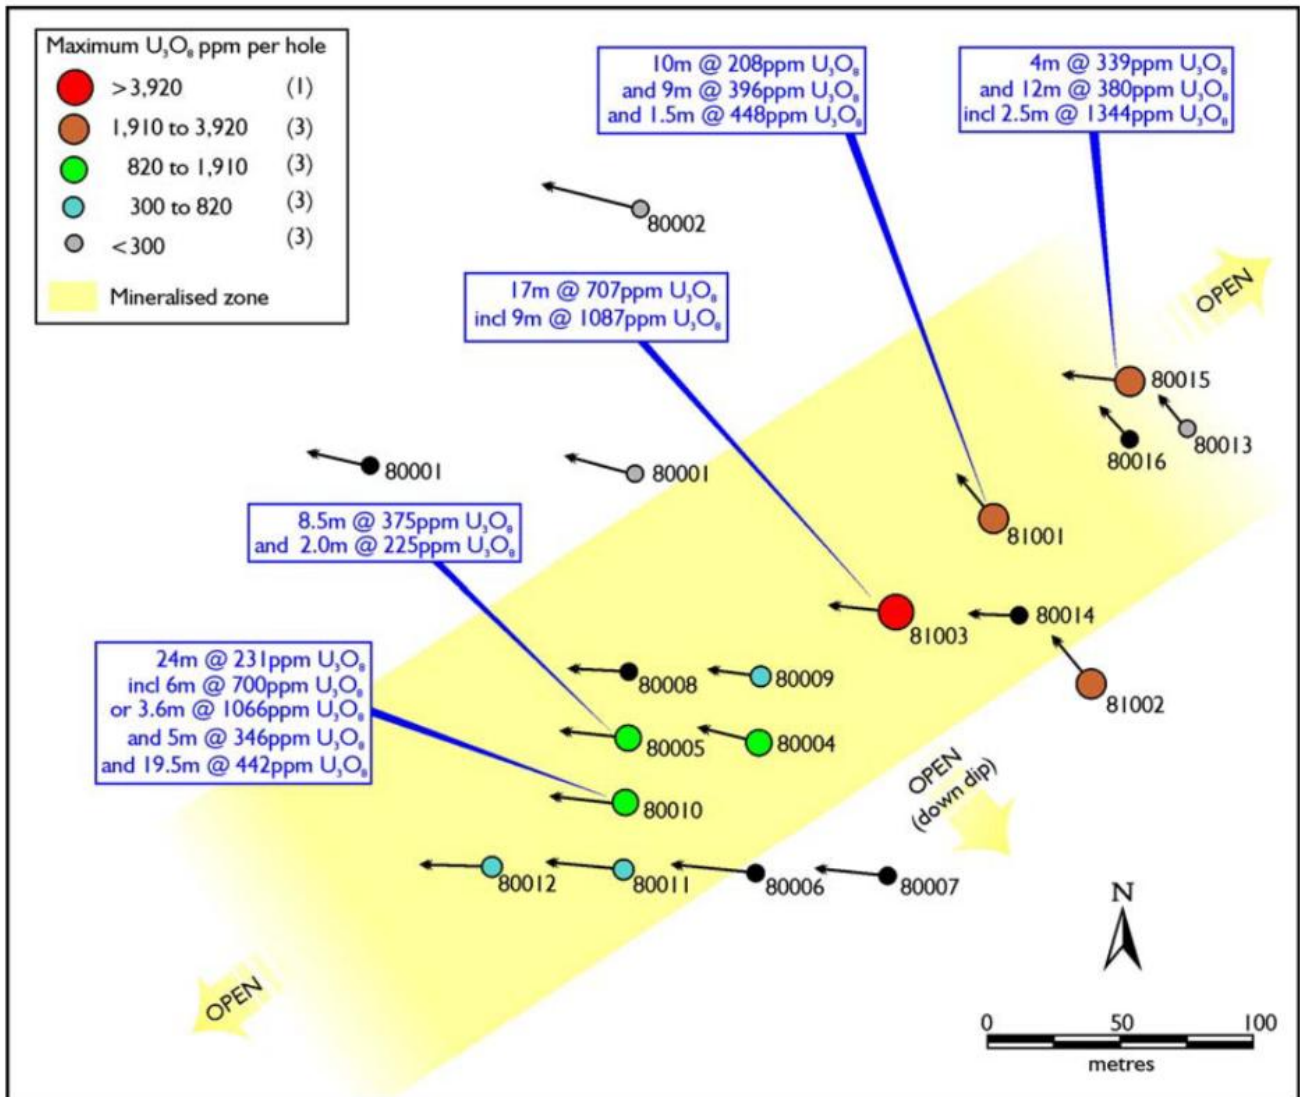 Maximum U₃O₈ ppm per hole
>3,920 (1)
1,910 to 3,920 (3)
820 to 1,910 (3)
300 to 820 (3)
<300 (3)
Mineralised zone
10m @ 208ppm U₃O₈
and 9m @ 396ppm U₃O₈
and 1.5m @ 448ppm U₃O₈
4m @ 339ppm U₃O₈
and 12m @ 380ppm U₃O₈
incl 2.5m @ 1344ppm U₃O₈
80002
OPEN
17m @ 707ppm U₃O₈
incl 9m @ 1087ppm U₃O₈
80015
80013
80016
80001
80001
81001
8.5m @ 375ppm U₃O₈
and 2.0m @ 225ppm U₃O₈
80014
81003
24m @ 231ppm U₃O₈
incl 6m @ 700ppm U₃O₈
or 3.6m @ 1066ppm U₃O₈
and 5m @ 346ppm U₃O₈
and 19.5m @ 442ppm U₃O₈
80008
80009
81002
80005
80004
OPEN
(down dip)
80010
80012
80011
80006
80007
N
OPEN
0 50 100
metres